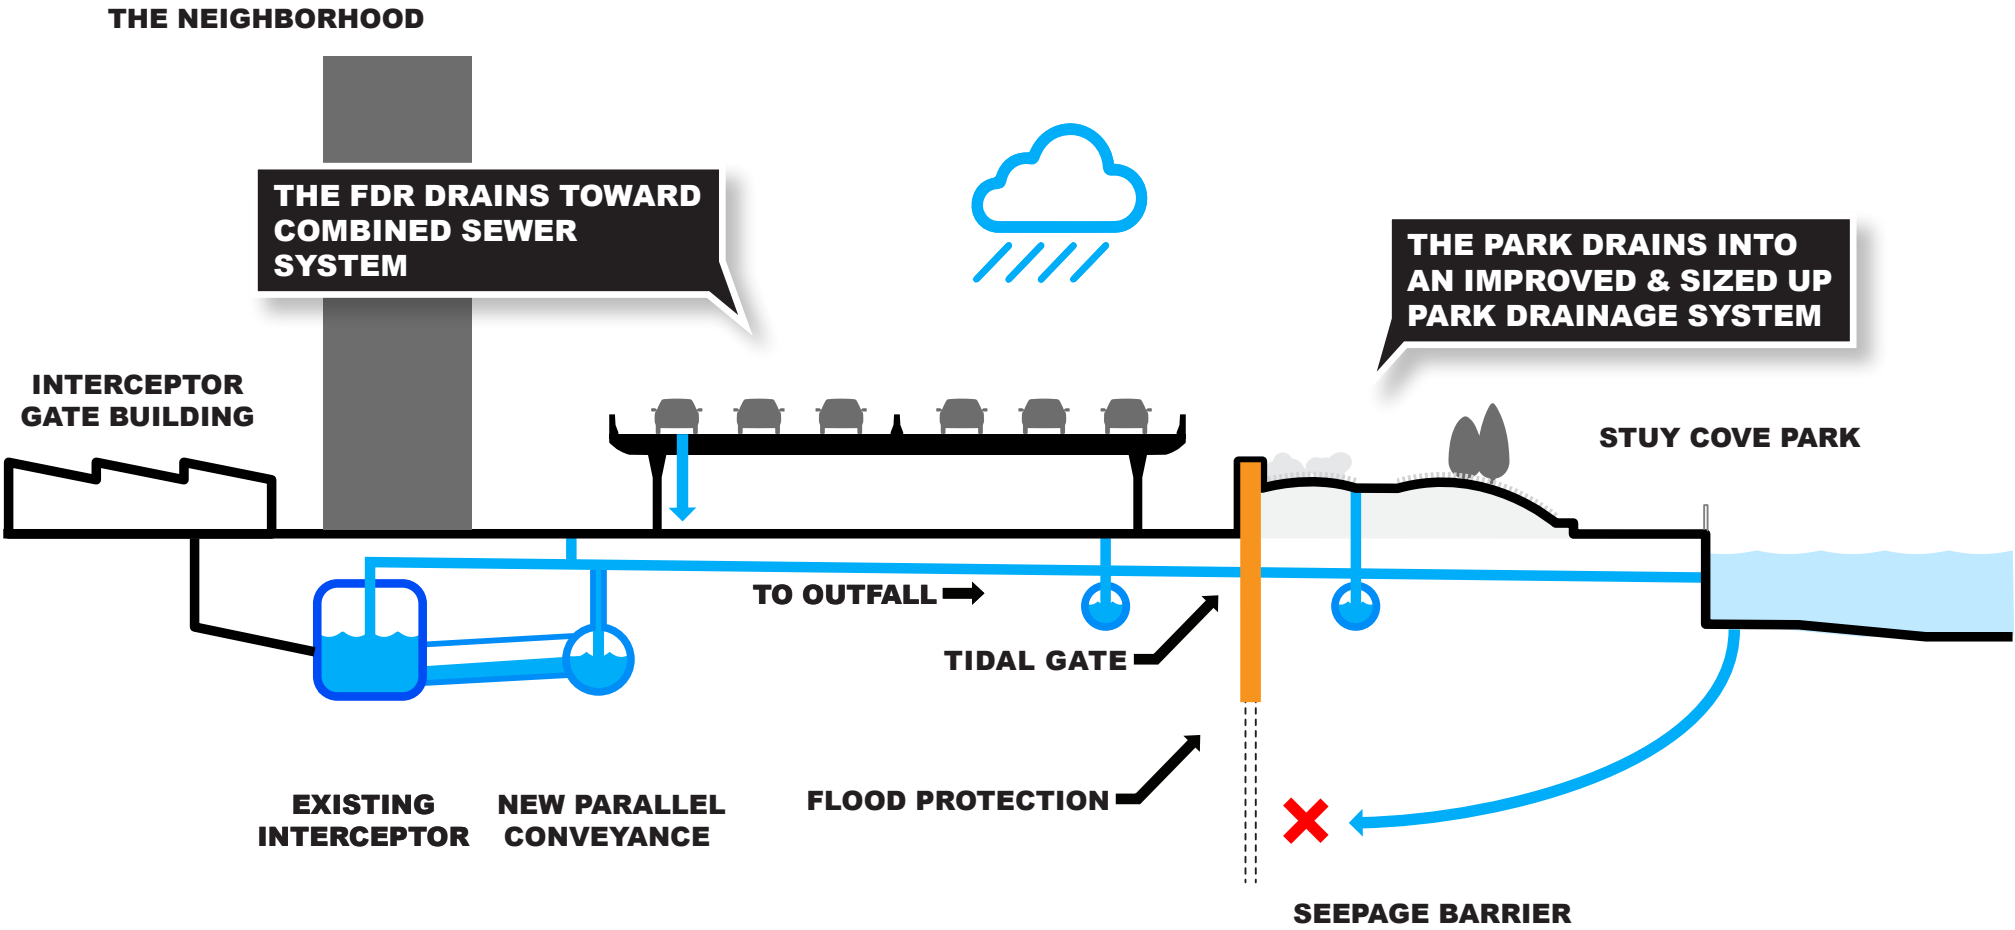 THE NEIGHBORHOOD
THE FDR DRAINS TOWARD
COMBINED SEWER
SYSTEM
THE PARK DRAINS INTO
AN IMPROVED & SIZED UP
PARK DRAINAGE SYSTEM
INTERCEPTOR
GATE BUILDING
STUY COVE PARK
TO OUTFALL
TIDAL GATE
FLOOD PROTECTION
EXISTING
INTERCEPTOR
NEW PARALLEL
CONVEYANCE
SEEPAGE BARRIER